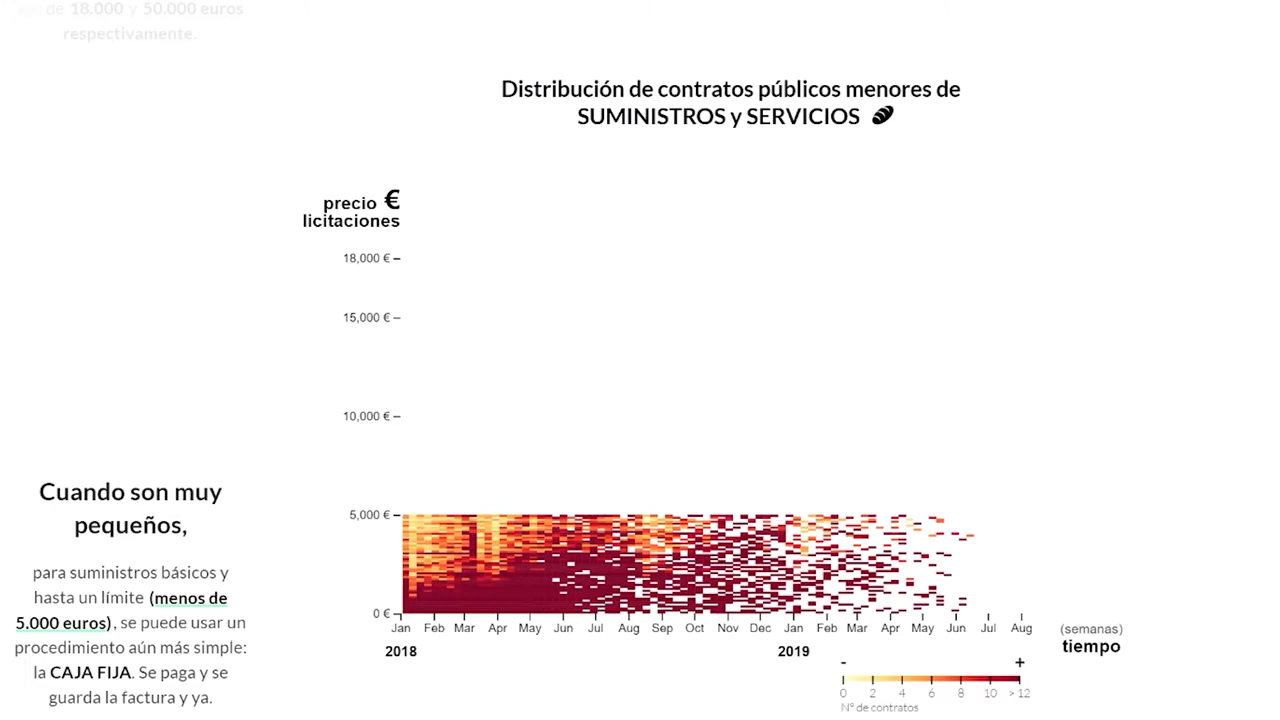 de 18.000 y 50.000 euros
respectivamente.
Distribución de contratos públicos menores de
SUMINISTROS y SERVICIOS
precio €
licitaciones
18,000 €
15,000 €
10,000 €
5,000 €
0 €
Jan Feb Mar Apr May Jun Jul Aug Sep Oct Nov Dec Jan Feb Mar Apr May Jun Jul Aug
2018 2019
(semanas)
tiempo
- +
0 2 4 6 8 10 > 12
Nº de contratos
Cuando son muy
pequeños,
para suministros básicos y
hasta un límite (menos de
5.000 euros), se puede usar un
procedimiento aún más simple:
la CAJA FIJA. Se paga y se
guarda la factura y ya.